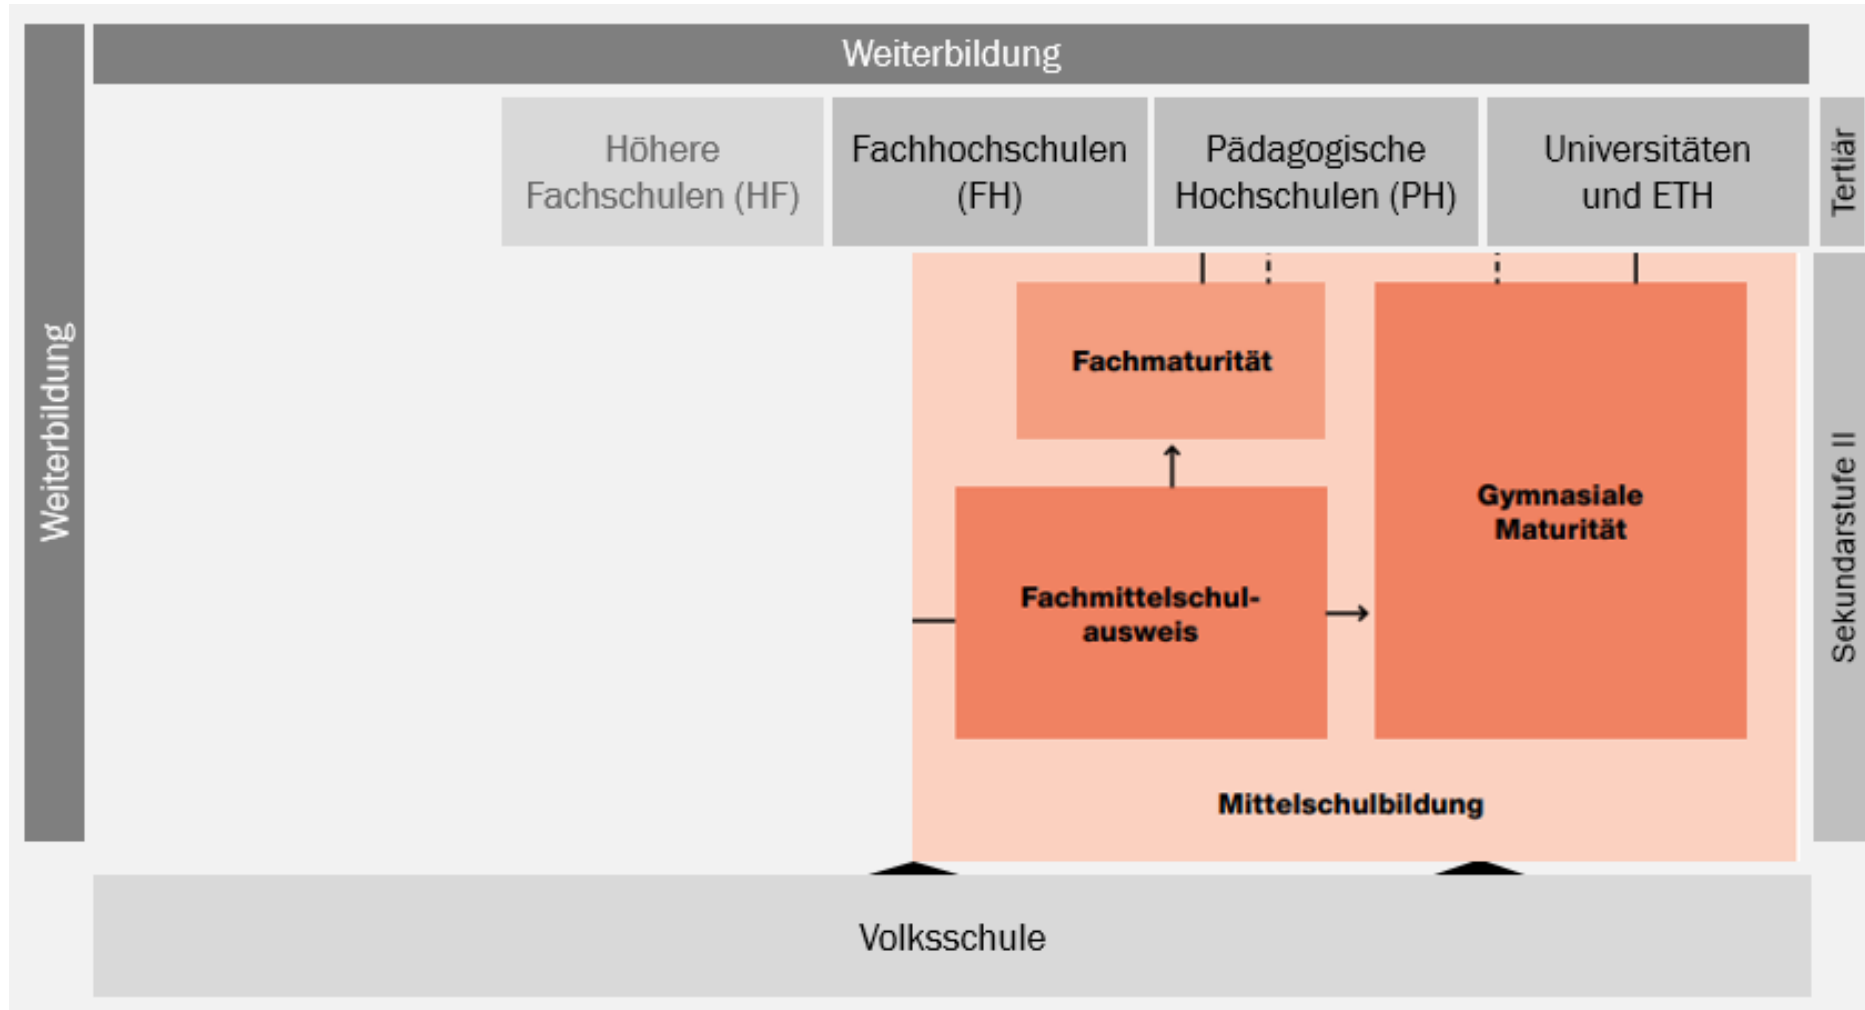 Weiterbildung
Weiterbildung
Höhere
Fachschulen (HF)
Fachhochschulen
(FH)
Pädagogische
Hochschulen (PH)
Universitäten
und ETH
Tertiär
Fachmaturität
Gymnasiale
Maturität
Fachmittelschul-
ausweis
Mittelschulbildung
Sekundarstufe II
Volksschule